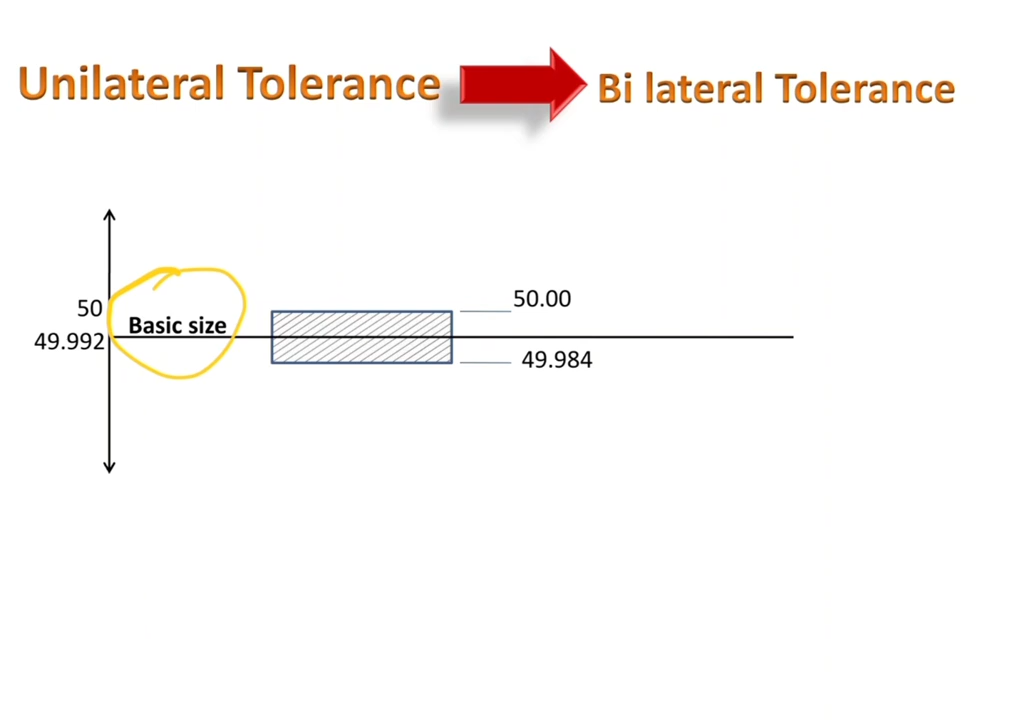 Unilateral Tolerance
Bi lateral Tolerance
50
49.992
Basic size
50.00
49.984